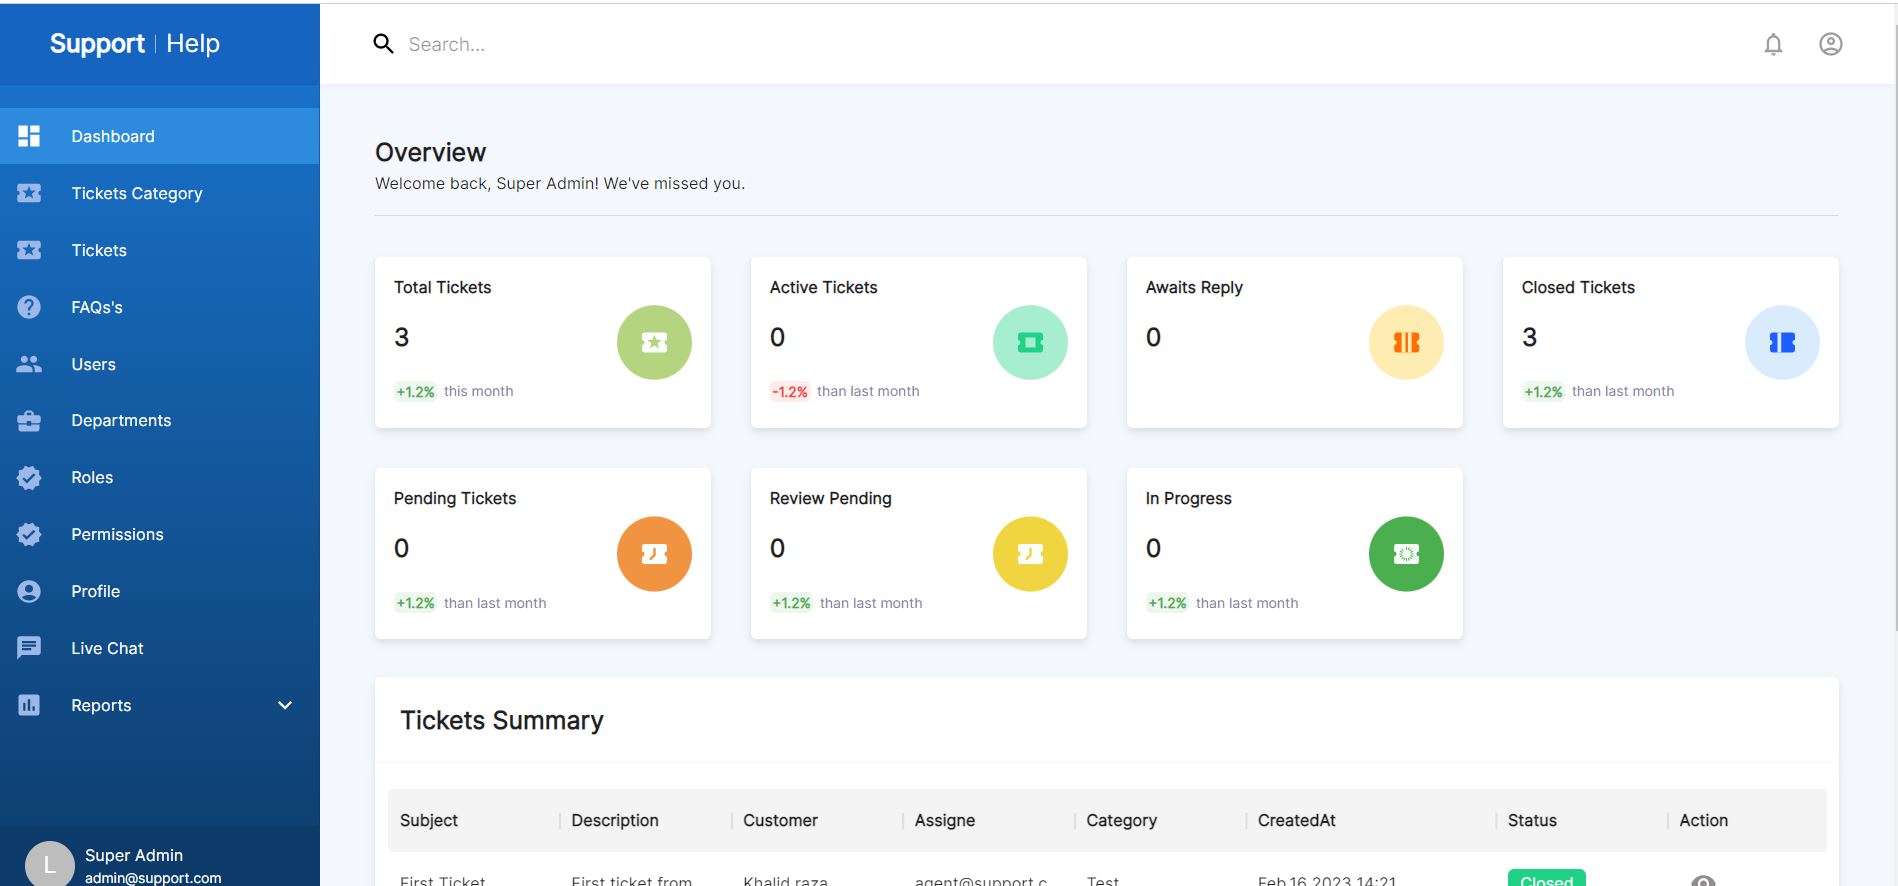 Support | Help
Search...
Dashboard
Tickets Category
Tickets
FAQs's
Users
Departments
Roles
Permissions
Profile
Live Chat
Reports
L
Super Admin
admin@support.com
Overview
Welcome back, Super Admin! We've missed you.
Total Tickets
3
+1.2% this month
Active Tickets
0
-1.2% than last month
Awaits Reply
0
Closed Tickets
3
+1.2% than last month
Pending Tickets
0
+1.2% than last month
Review Pending
0
+1.2% than last month
In Progress
0
+1.2% than last month
Tickets Summary
Subject Description Customer Assigne Category CreatedAt Status Action
First Ticket First ticket from Khalid raza agent@support.c Test Feb 16 2023 14:21 Closed